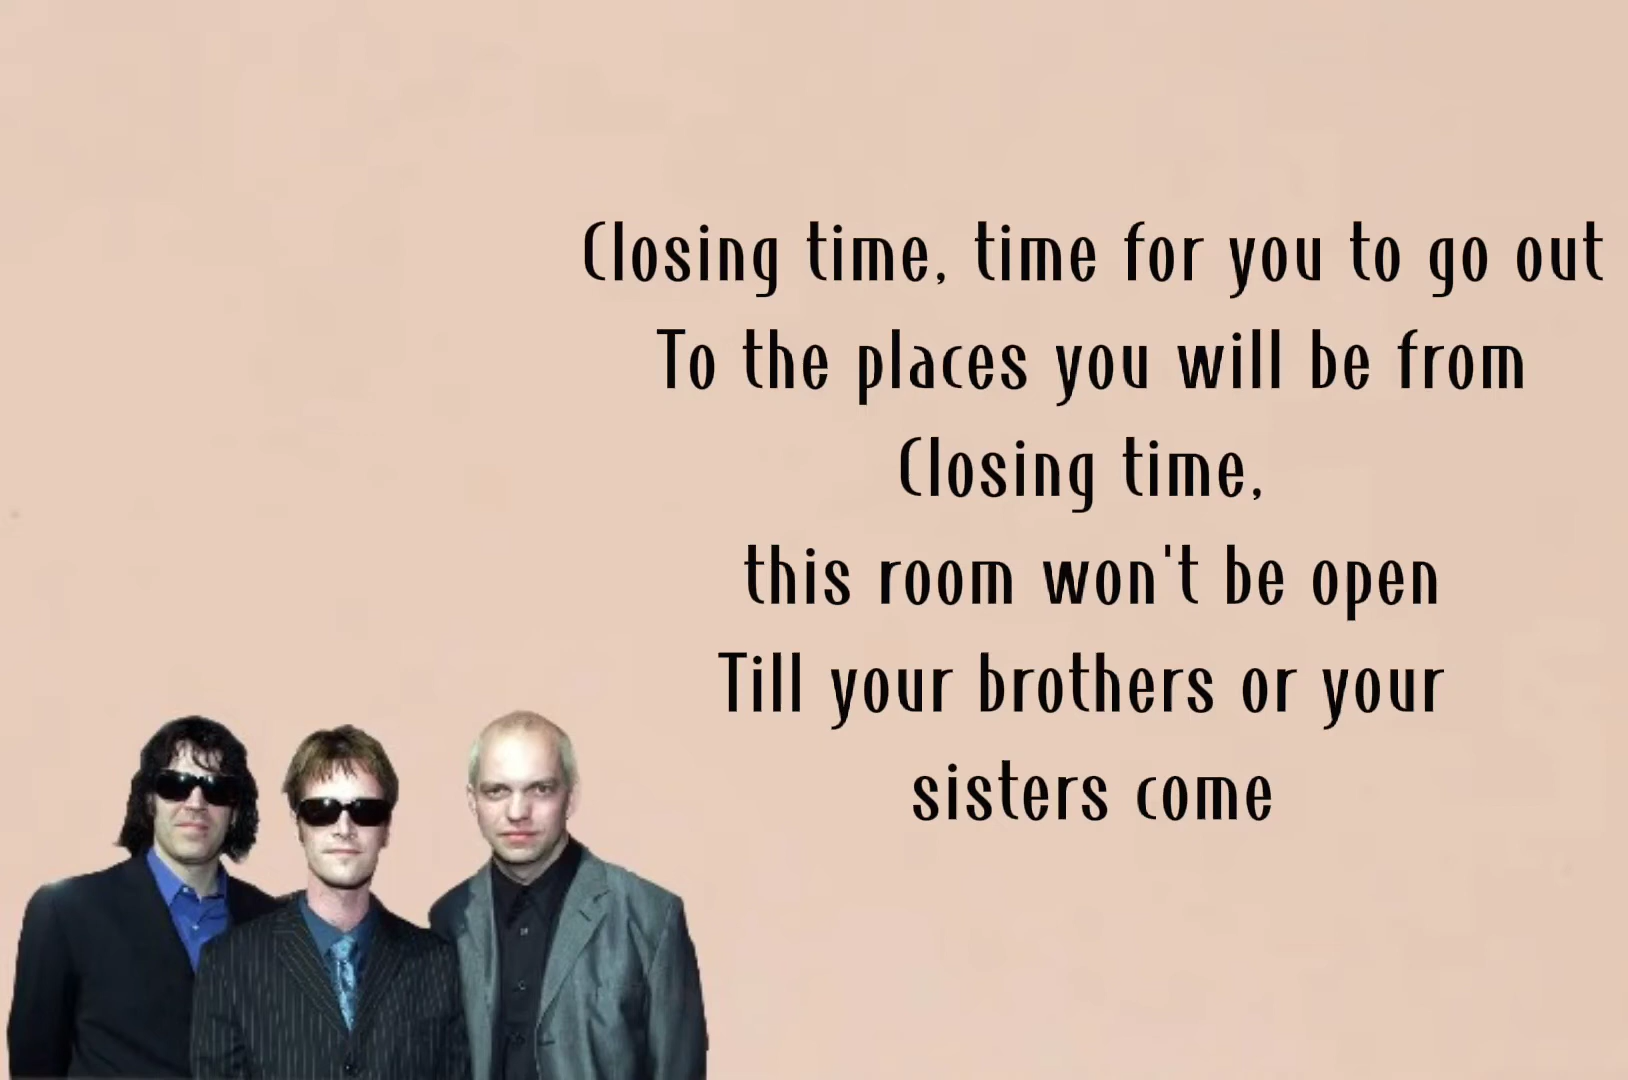 Closing time, time for you to go out
To the places you will be from
Closing time,
this room won't be open
Till your brothers or your
sisters come